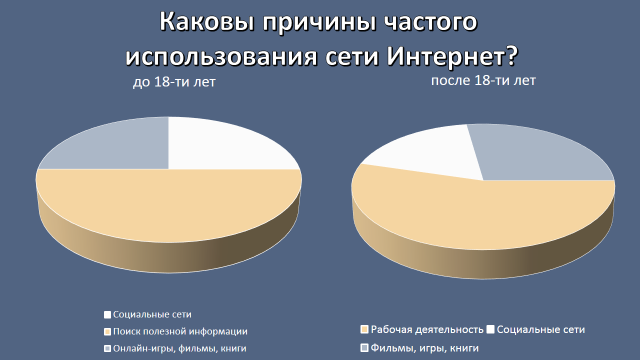 Каковы причины частого
использования сети Интернет?
до 18-ти лет
после 18-ти лет
Социальные сети
Поиск полезной информации
Онлайн-игры, фильмы, книги
Рабочая деятельность Социальные сети
Фильмы, игры, книги